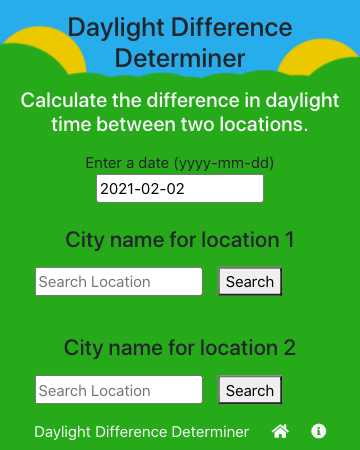 Daylight Difference
Determiner
Calculate the difference in daylight
time between two locations.
Enter a date (yyyy-mm-dd)
2021-02-02
City name for location 1
Search Location Search
City name for location 2
Search Location Search
Daylight Difference Determiner